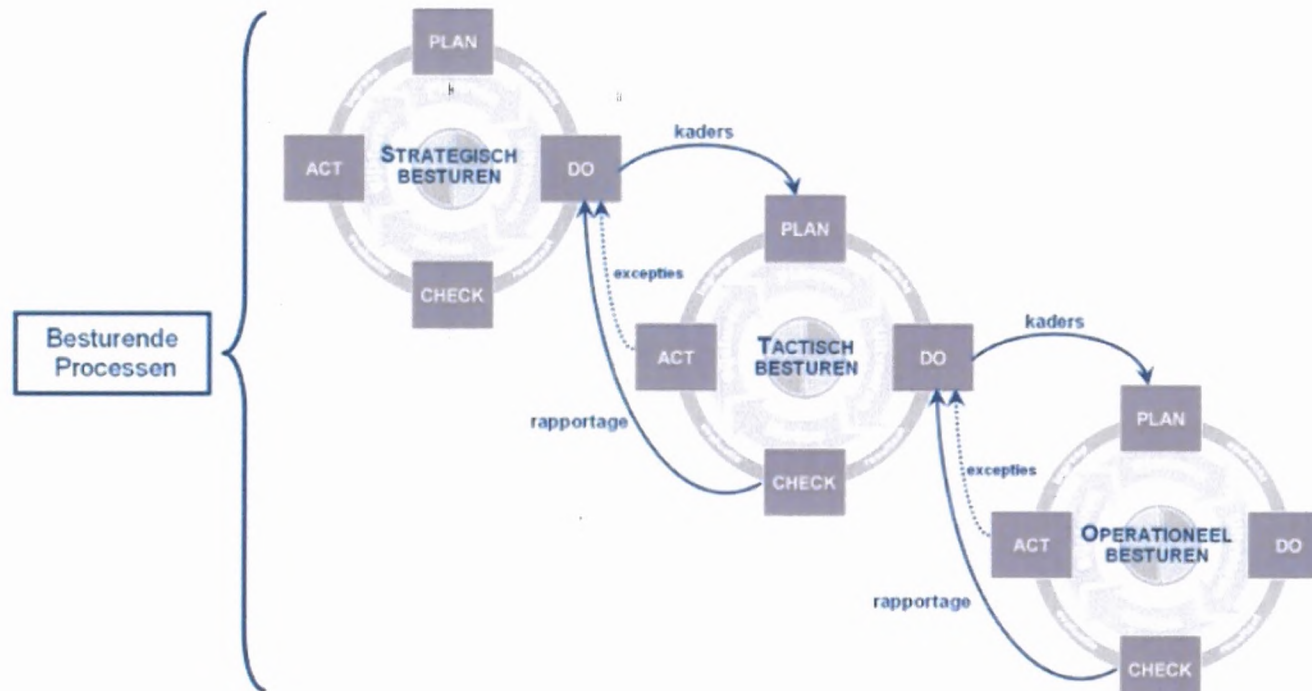 Besturende
Processen
PLAN
ACT
STRATEGISCH
BESTUREN
DO
CHECK
kaders
excepties
rapportage
PLAN
ACT
TACTISCH
BESTUREN
DO
CHECK
kaders
excepties
rapportage
PLAN
ACT
OPERATIONEEL
BESTUREN
DO
CHECK